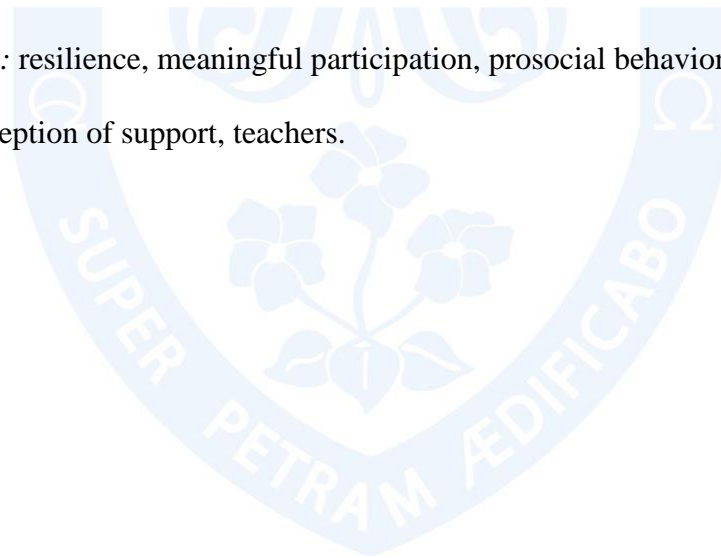 : resilience, meaningful participation, prosocial behavior
eption of support, teachers.
Ω
SUPER PETRAM ÆDIFICABO